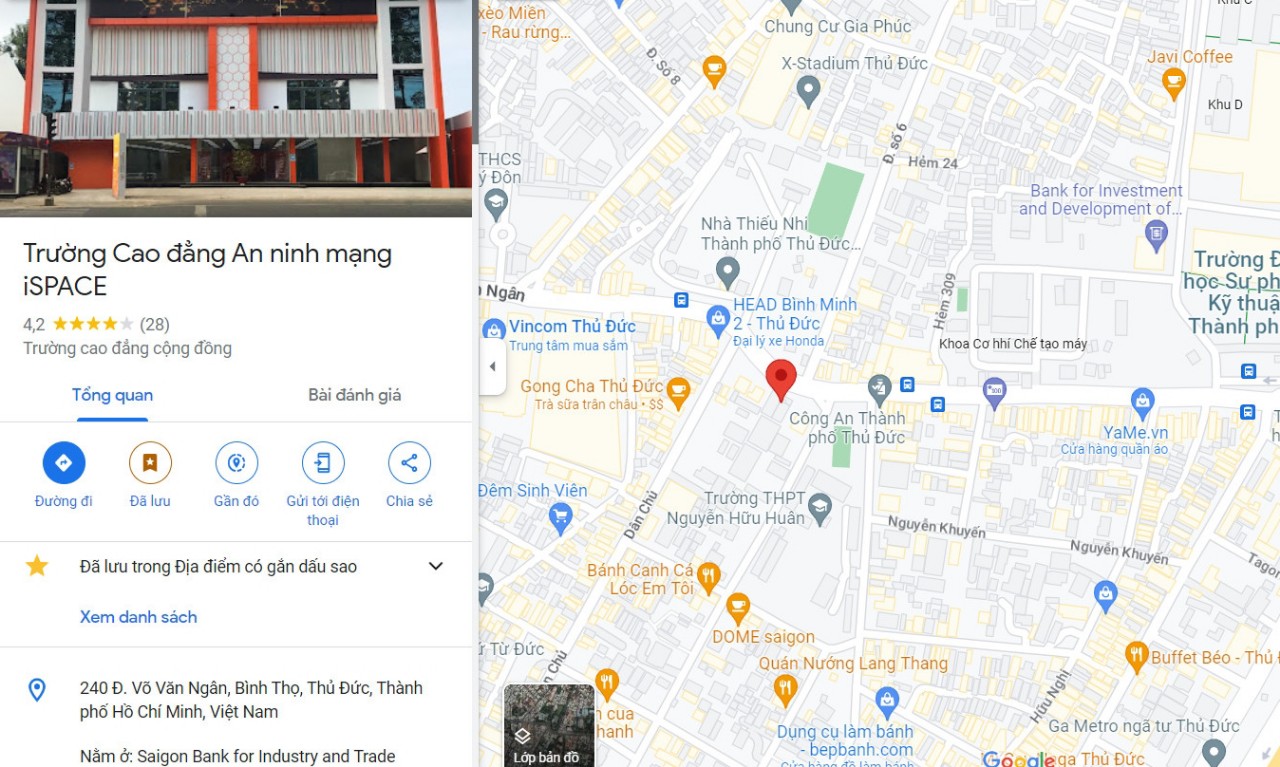 Trường Cao đẳng An ninh mạng
iSPACE
4,2
(28)
Trường cao đẳng cộng đồng
Tổng quan
Bài đánh giá
Đường đi
Đã lưu
Gần đó
Gửi tới điện
thoại
Chia sẻ
Đã lưu trong Địa điểm có gắn dấu sao
Xem danh sách
240 Đ. Võ Văn Ngân, Bình Thọ, Thủ Đức, Thành
phố Hồ Chí Minh, Việt Nam
Nằm ở: Saigon Bank for Industry and Trade
xèo Miên
- Rau rừng...
Đ. Số 8
Chung Cư Gia Phúc
X-Stadium Thủ Đức
Javi Coffee
Khu D
Đ. số 6
Hẻm 24
THCS
ý Đôn
Bank for Investment
and Development of...
Nhà Thiếu Nhi
Thành phố Thủ Đức...
Trường Đ
học Sư ph
Kỹ thuậ
Thành ph
n Ngân
HEAD Bình Minh
2 - Thủ Đức
Đại lý xe Honda
Hẻm 309
Vincom Thủ Đức
Trung tâm mua sắm
Khoa Cơ hhí Chế tạo máy
Gong Cha Thủ Đức
Trà sữa trân châu • $$
Công An Thành
phố Thủ Đức
YaMe.vn
Cửa hàng quần áo
Đêm Sinh Viên
Dân Chủ
Trường THPT
Nguyễn Hữu Huân
Nguyễn Khuyến
Nguyễn Khuyến
Tagor
Bánh Canh Cá
Lóc Em Tôi
DOME saigon
Quán Nướng Lang Thang
Buffet Béo - Thủ
ứ Từ Đức
n Chủ
Hữu Nghị
n cua
hanh
Dụng cụ làm bánh
- bepbanh.com
Cửa hàng đồ làm bánh
Ga Metro ngã tư Thủ Đức
Google
ga Thủ Đức
Lớp bản đồ